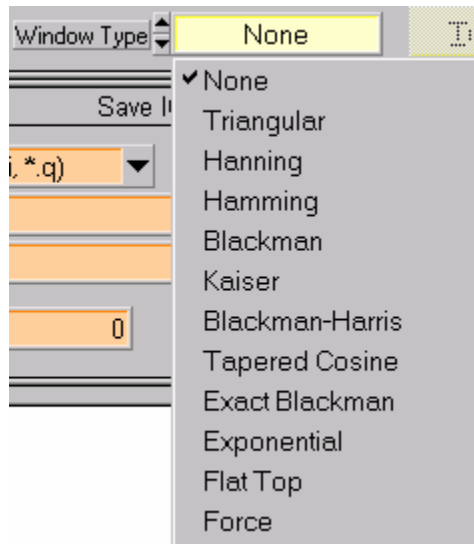 Window Type None
None
Save
Triangular
i, *.q)
Hanning
Hamming
Blackman
Kaiser
0
Blackman-Harris
Tapered Cosine
Exact Blackman
Exponential
Flat Top
Force